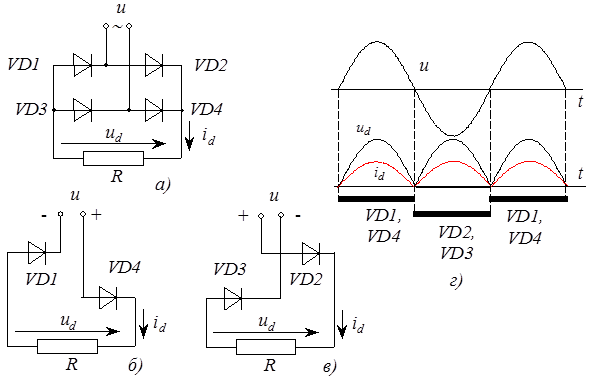 u
~
VD1
VD2
VD3
VD4
u_d
i_d
R
а)
u
t
u_d
i_d
t
VD1,
VD4
VD2,
VD3
VD1,
VD4
г)
u
- +
VD1
VD4
u_d
i_d
R
б)
u
+ -
VD3
VD2
u_d
i_d
R
в)